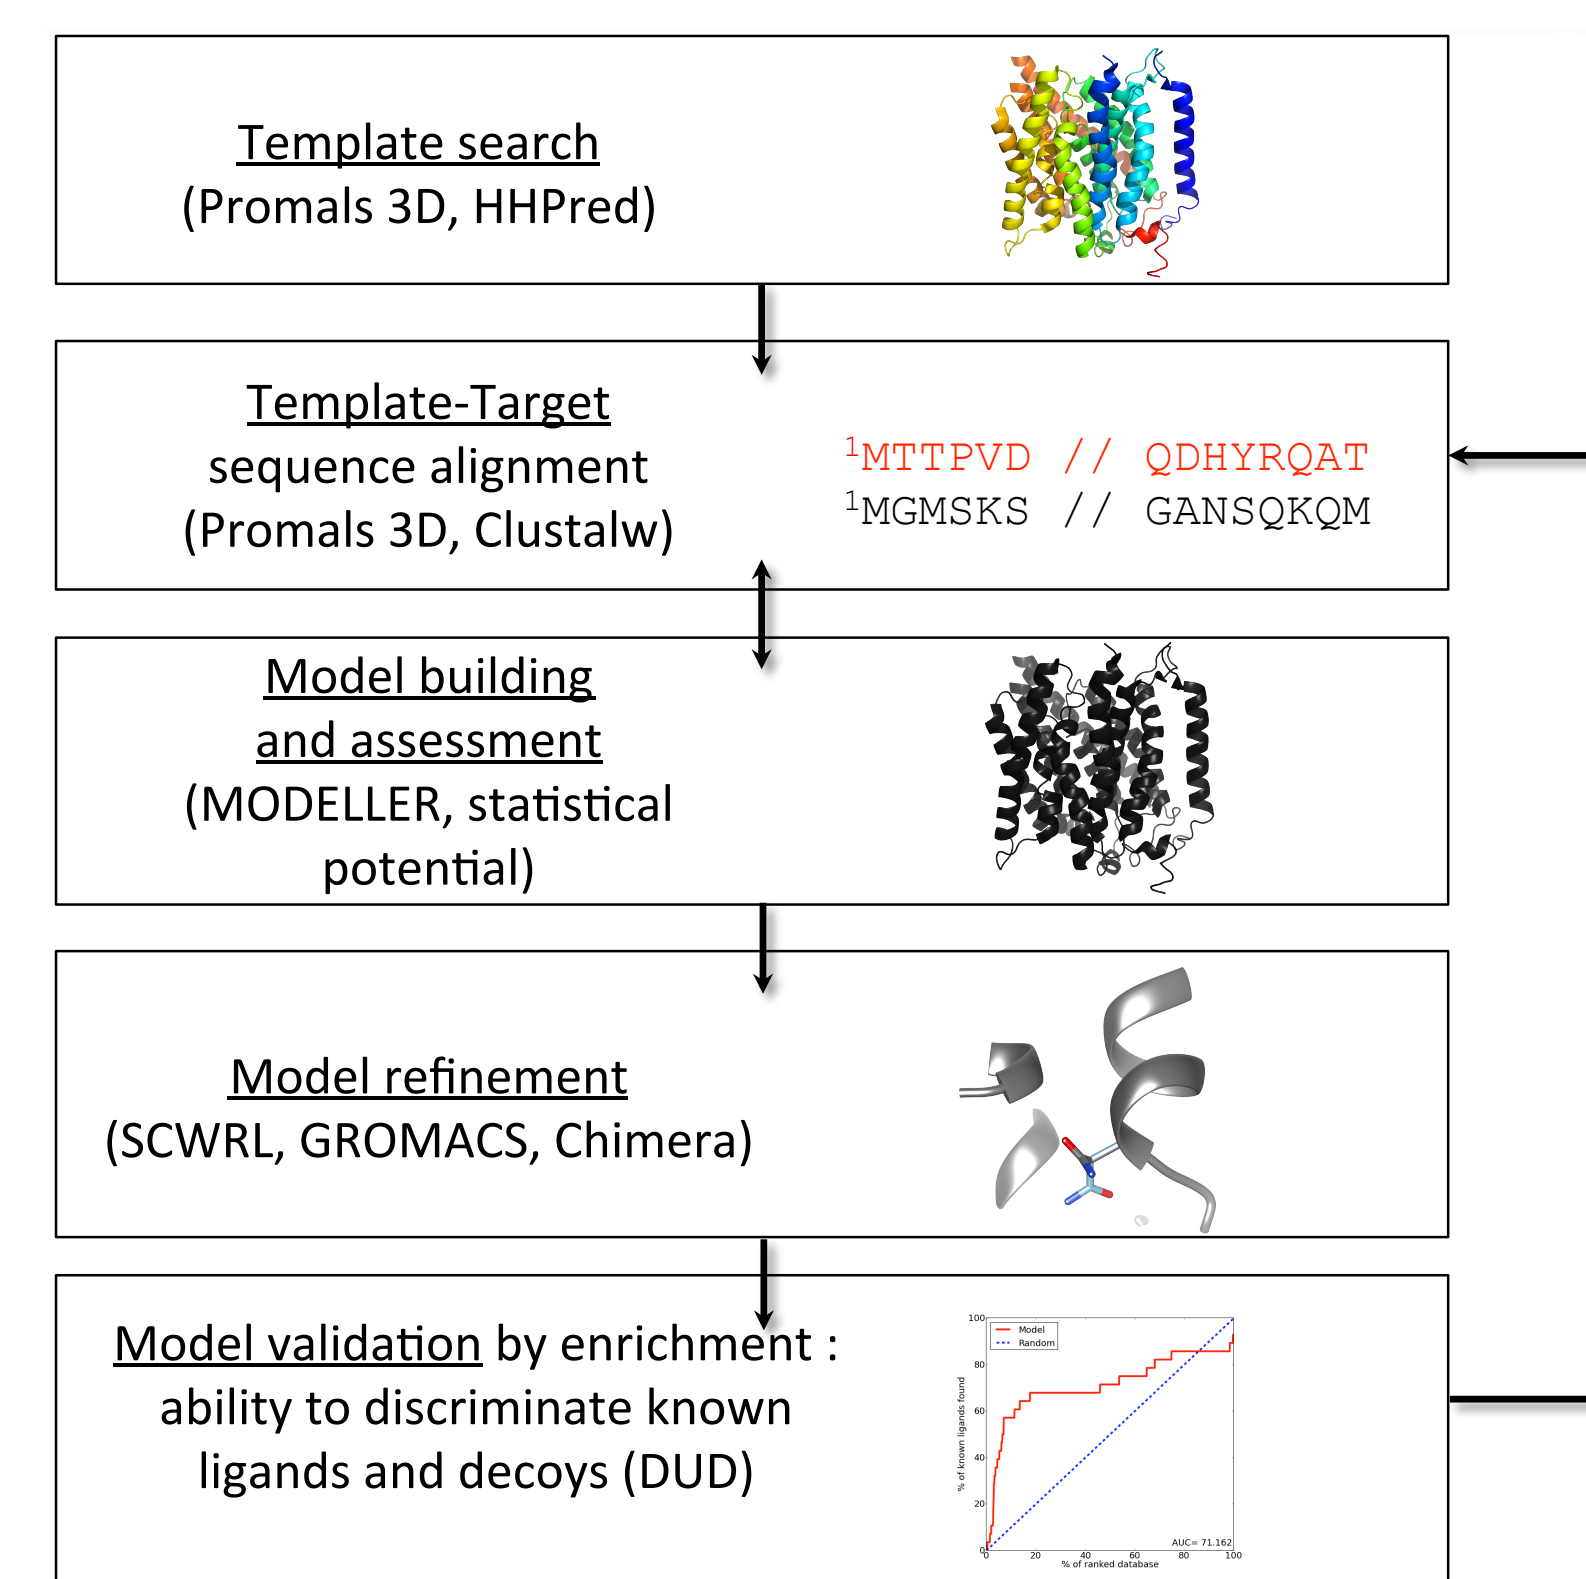 Template search
(Promals 3D, HHPred)
Template-Target
sequence alignment
(Promals 3D, Clustalw)
1MTTPVD // QDHYRQAT
1MGMSKS // GANSQKQM
Model building
and assessment
(MODELLER, statistical
potential)
Model refinement
(SCWRL, GROMACS, Chimera)
Model validation by enrichment :
ability to discriminate known
ligands and decoys (DUD)
Model
Random
% of known ligands found
100
80
60
40
20
0
AUC= 71.162
0 20 40 60 80 100
% of ranked database